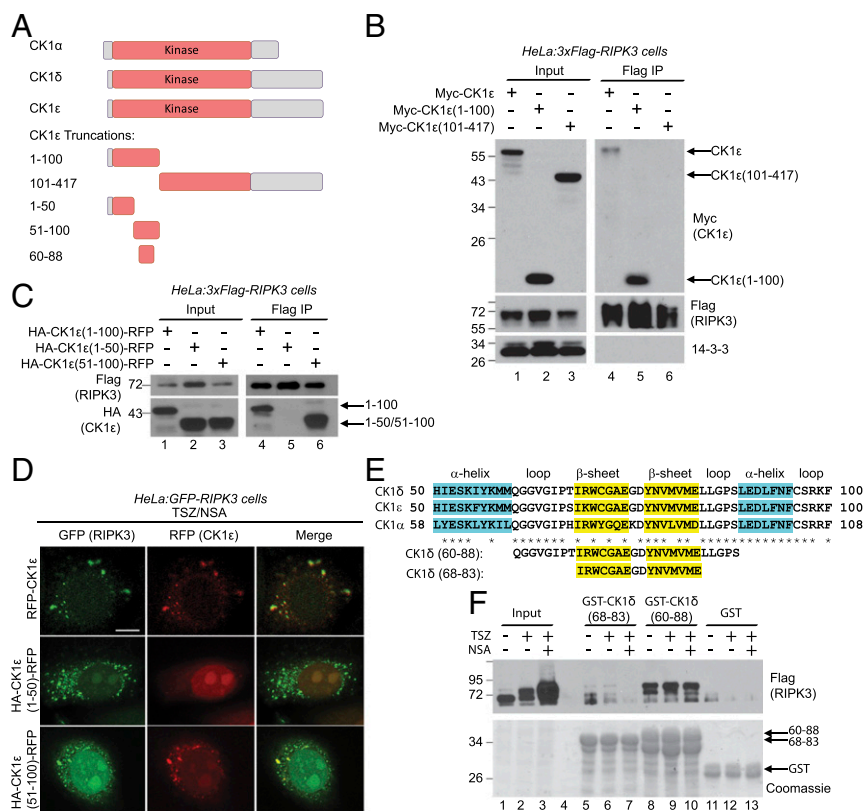 A
CK1α
Kinase
CK1δ
Kinase
CK1ε
Kinase
CK1ε Truncations:
1-100
101-417
1-50
51-100
60-88
B
HeLa:3xFlag-RIPK3 cells
Input
Flag IP
Myc-CK1ε + - - + - -
Myc-CK1ε(1-100) - + - - + -
Myc-CK1ε(101-417) - - + - - +
55
43
34
26
CK1ε
CK1ε(101-417)
Myc
(CK1ε)
CK1ε(1-100)
72
55
Flag
(RIPK3)
34
26
14-3-3
1 2 3 4 5 6
C
HeLa:3xFlag-RIPK3 cells
Input
Flag IP
HA-CK1ε(1-100)-RFP + - - + - -
HA-CK1ε(1-50)-RFP - + - - + -
HA-CK1ε(51-100)-RFP - - + - - +
Flag
(RIPK3)
72
HA
(CK1ε)
43
1-100
1-50/51-100
1 2 3 4 5 6
D
HeLa:GFP-RIPK3 cells
TSZ/NSA
GFP (RIPK3) RFP (CK1ε) Merge
RFP-CK1ε
HA-CK1ε
(1-50)-RFP
HA-CK1ε
(51-100)-RFP
E
α-helix loop β-sheet β-sheet loop α-helix loop
CK1δ 50 HIESKIYKMMQGGVGIPTIRWCGAEGDYNVMVMELLGPSLEDLFNFCSRKF 100
CK1ε 50 HIESKFYKMMQGGVGIPSIKWCGAEGDYNVMVMELLGPSLEDLFNFCSRKF 100
CK1α 58 LYESKLYKILQGGVGIPHIRWYGQEKDYNVLVMDLLGPSLEDLFNFCSRRF 108
CK1δ (60-88): QGGVGIPTIRWCGAEGDYNVMVMELLGPS
CK1δ (68-83): IRWCGAEGDYNVMVME
F
Input
GST-CK1δ
(68-83)
GST-CK1δ
(60-88)
GST
TSZ - + + - + + - + + - + +
NSA - - + - - + - - + - - +
95
72
Flag
(RIPK3)
34
26
60-88
68-83
GST
Coomassie
1 2 3 4 5 6 7 8 9 10 11 12 13